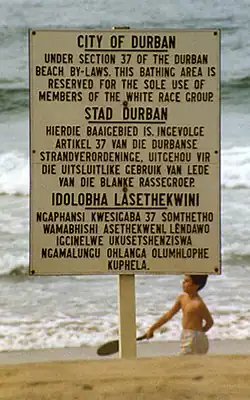 CITY OF DURBAN
UNDER SECTION 37 OF THE DURBAN
BEACH BY-LAWS. THIS BATHING AREA IS
RESERVED FOR THE SOLE USE OF
MEMBERS OF THE WHITE RACE GROUP.
STAD DURBAN
HIERDIE BAAIGEBIED IS, INGEVOLGE
ARTIKEL 37 VAN DIE DURBANSE
STRANDVERORDENINGE, UITGEHOU VIR
DIE UITSLUITLIKE GEBRUIK VAN LEDE
VAN DIE BLANKE RASSEGROEP.
IDOLOBHA LASETHEKWINI
NGAPHANSI KWESIGABA 37 SOMTHETHO
WAMABHISHI ASETHEKWENI, LENDAWO
IGCINELWE UKUSETSHENZISWA
NGAMALUNGU OHLANGA OLUMHLOPHE
KUPHELA.